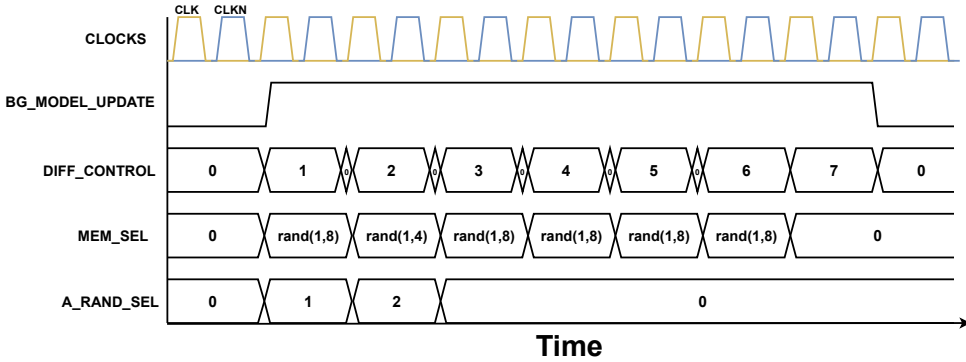 CLK CLKN
CLOCKS
BG_MODEL_UPDATE
DIFF_CONTROL 0 1 0 2 0 3 0 4 0 5 0 6 7 0
MEM_SEL 0 rand(1,8) rand(1,4) rand(1,8) rand(1,8) rand(1,8) rand(1,8) 0
A_RAND_SEL 0 1 2 0
Time